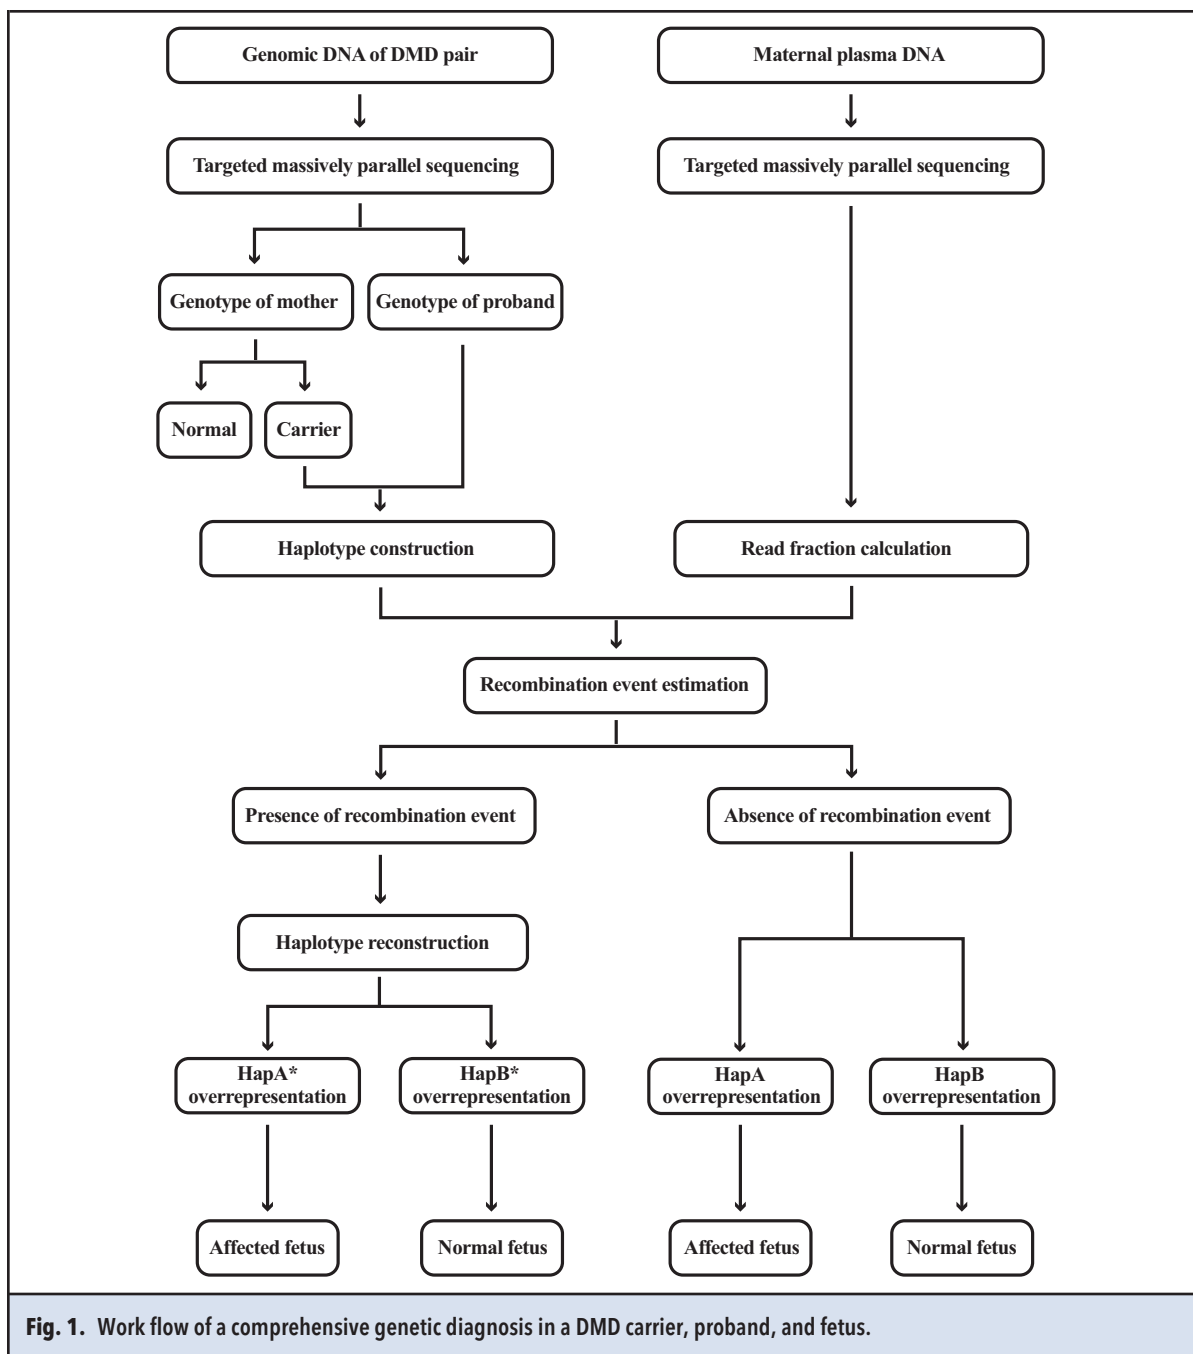 Genomic DNA of DMD pair
Maternal plasma DNA
Targeted massively parallel sequencing
Targeted massively parallel sequencing
Genotype of mother
Genotype of proband
Normal
Carrier
Haplotype construction
Read fraction calculation
Recombination event estimation
Presence of recombination event
Absence of recombination event
Haplotype reconstruction
HapA*
overrepresentation
HapB*
overrepresentation
HapA
overrepresentation
HapB
overrepresentation
Affected fetus
Normal fetus
Affected fetus
Normal fetus
Fig. 1. Work flow of a comprehensive genetic diagnosis in a DMD carrier, proband, and fetus.